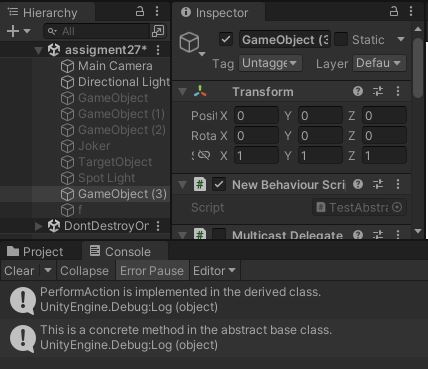 Hierarchy
All
assigment27*
Main Camera
Directional Light
GameObject
GameObject (1)
GameObject (2)
Joker
TargetObject
Spot Light
GameObject (3)
f
DontDestroyOn
Inspector
GameObject (3
Static
Tag Untagge
Layer Defau
Transform
Posit X 0 Y 0 Z 0
Rota X 0 Y 0 Z 0
X 1 Y 1 Z 1
# New Behaviour Scrip
Script TestAbstra
# Multicast Delegate
Project
Console
Clear Collapse Error Pause Editor
PerformAction is implemented in the derived class.
UnityEngine.Debug:Log (object)
This is a concrete method in the abstract base class.
UnityEngine.Debug:Log (object)